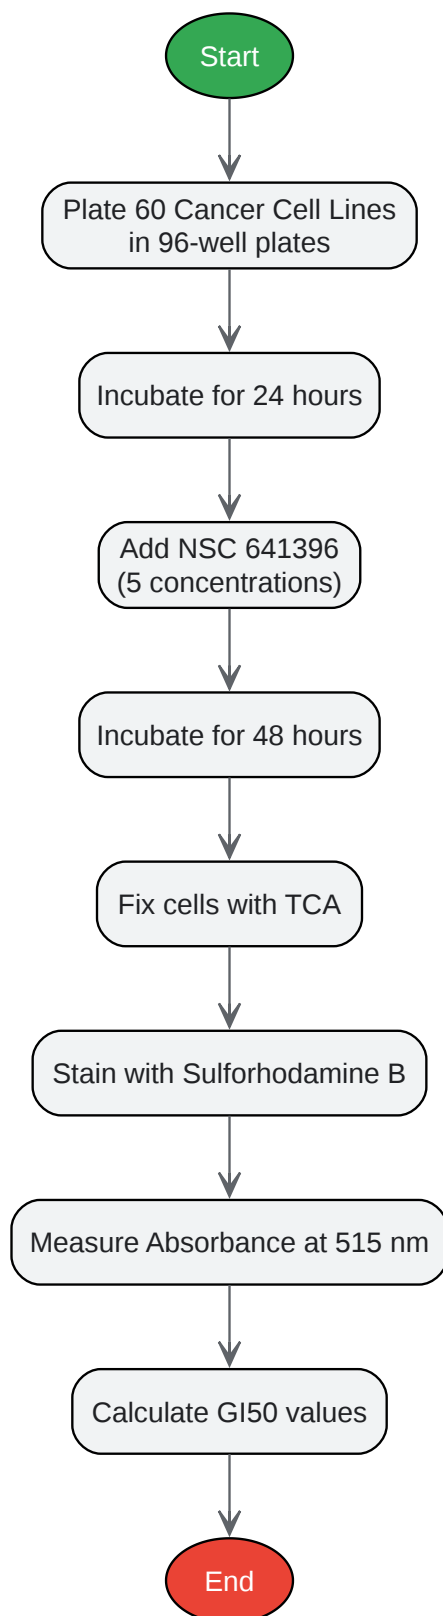 Start
Plate 60 Cancer Cell Lines
in 96-well plates
Incubate for 24 hours
Add NSC 641396
(5 concentrations)
Incubate for 48 hours
Fix cells with TCA
Stain with Sulforhodamine B
Measure Absorbance at 515 nm
Calculate GI50 values
End